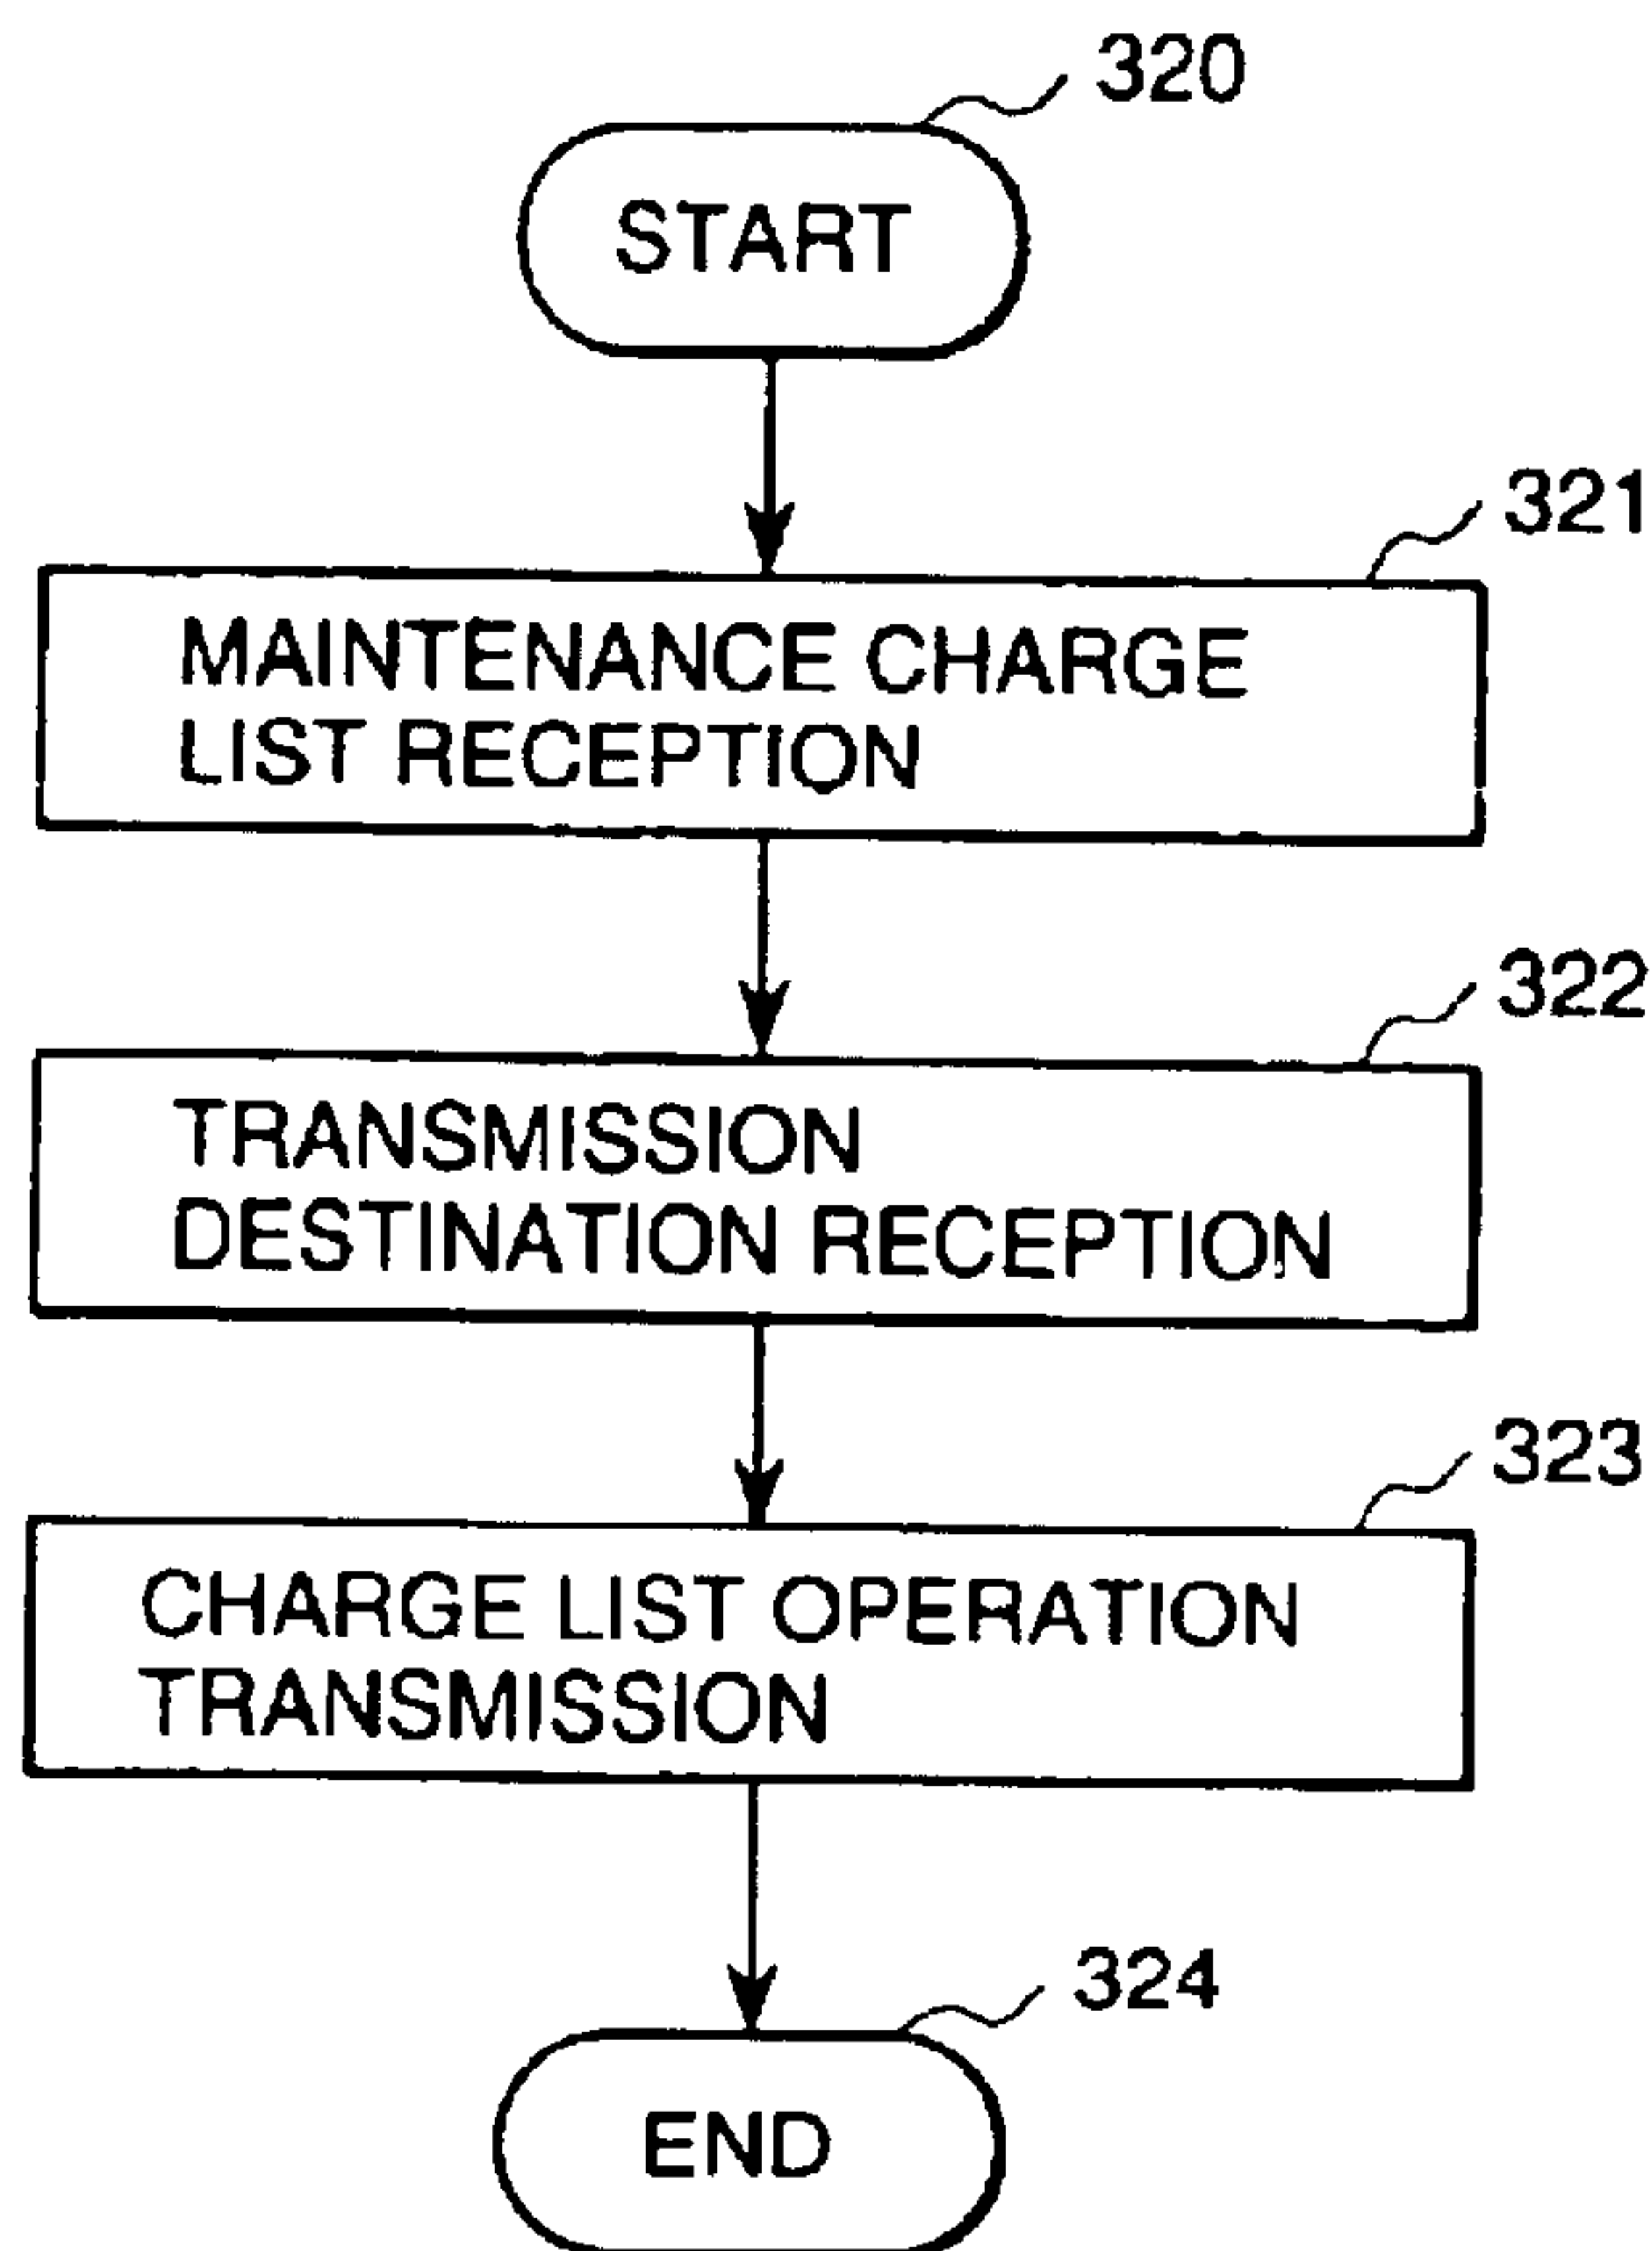 320
START
321
MAINTENANCE CHARGE
LIST RECEPTION
322
TRANSMISSION
DESTINATION RECEPTION
323
CHARGE LIST OPERATION
TRANSMISSION
324
END